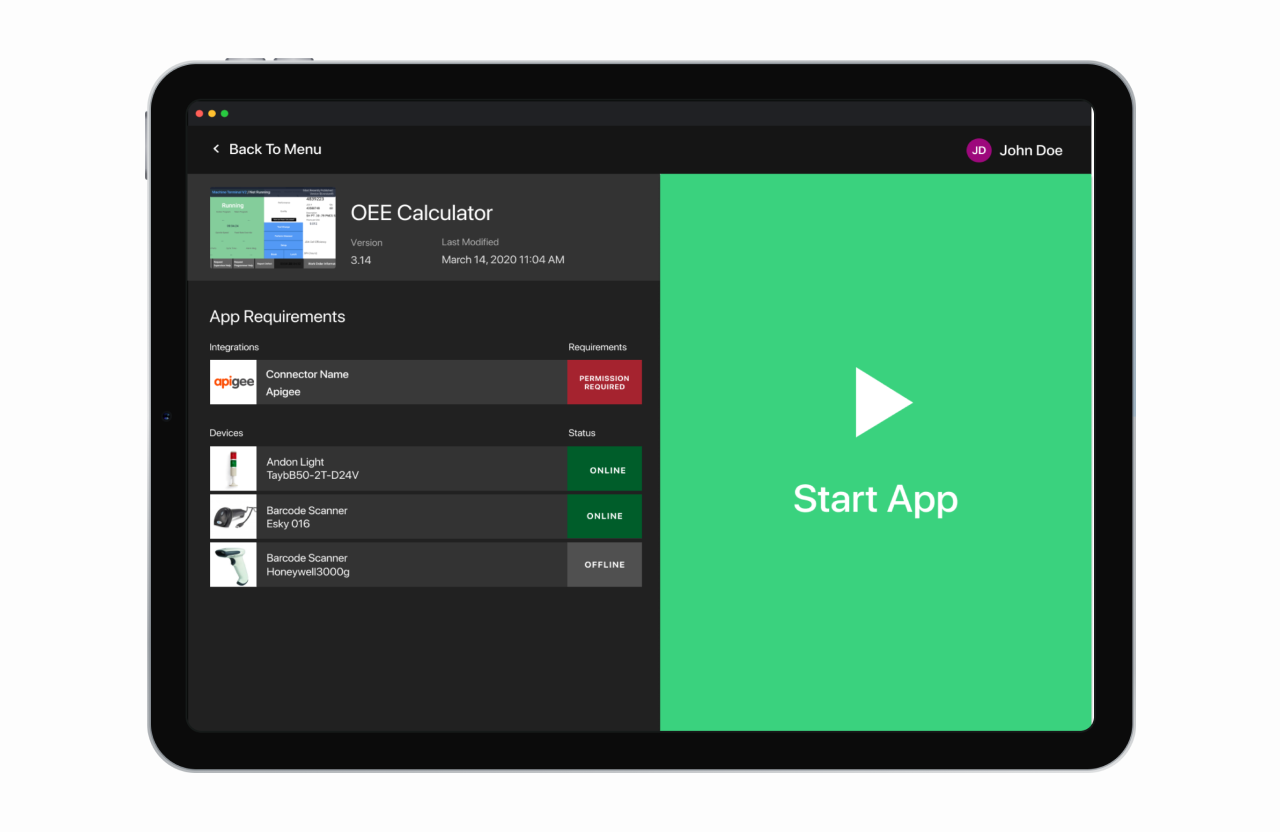 Back To Menu
JD
John Doe
Running
OEE Calculator
Version
Last Modified
3.14
March 14, 2020 11:04 AM
Start App
App Requirements
Integrations
Requirements
apigee
Connector Name
Apigee
PERMISSION
REQUIRED
Devices
Status
Andon Light
TaybB50-2T-D24V
ONLINE
Barcode Scanner
Esky 016
ONLINE
Barcode Scanner
Honeywell3000g
OFFLINE